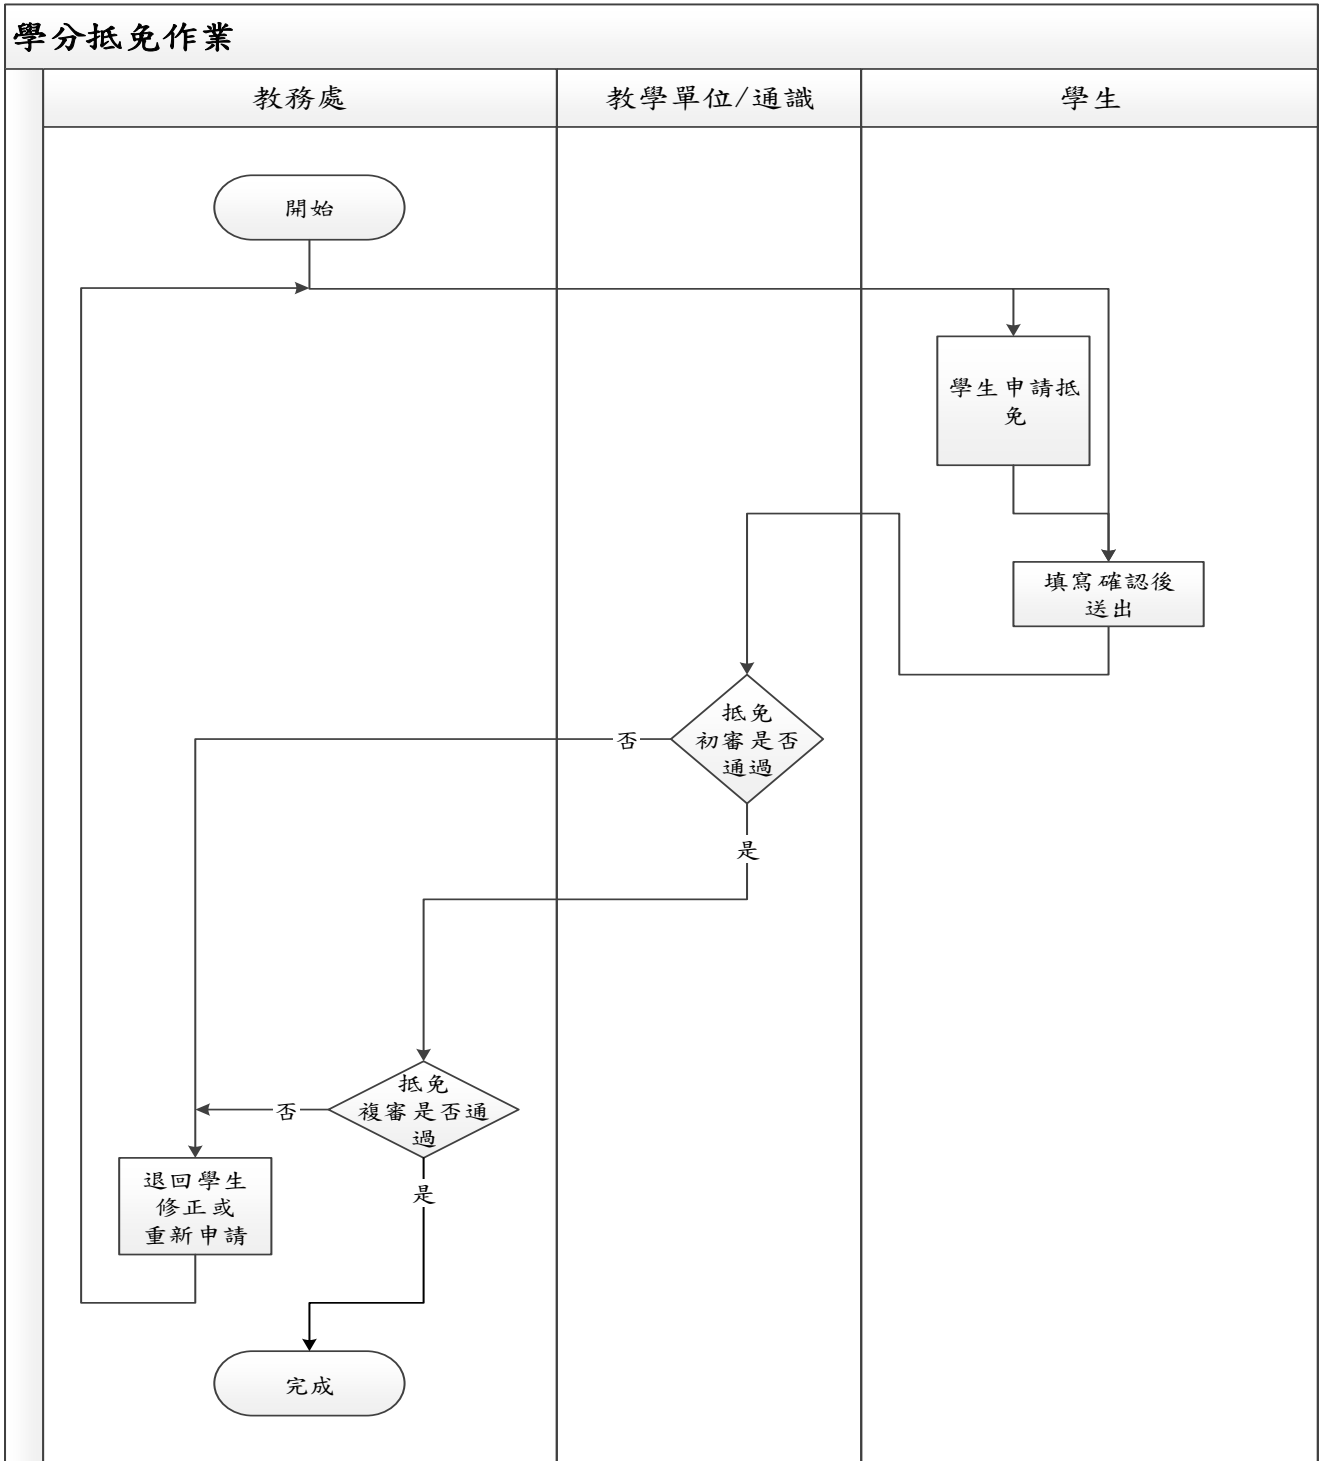 學分抵免作業
教務處
教學單位/通識
學生
開始
學生申請抵
免
填寫確認後
送出
抵免
初審是否
通過
否
是
抵免
複審是否通
過
否
是
退回學生
修正或
重新申請
完成